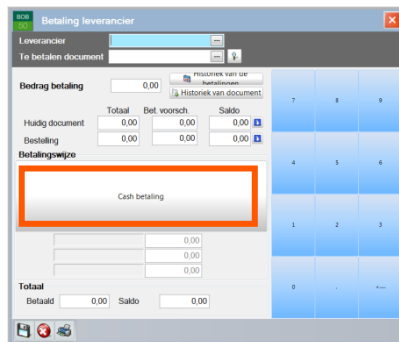 BOB
50
Betaling leverancier
Leverancier
Te betalen document
Bedrag betaling 0,00 Historiek van de betalingen
Historiek van document
Totaal Bet. voorsch. Saldo
Huidig document 0,00 0,00 0,00
Bestelling 0,00 0,00 0,00
Betalingswijze
Cash betaling
0,00
0,00
0,00
Totaal
Betaald 0,00 Saldo 0,00
7 8 9
4 5 6
1 2 3
0 . <--